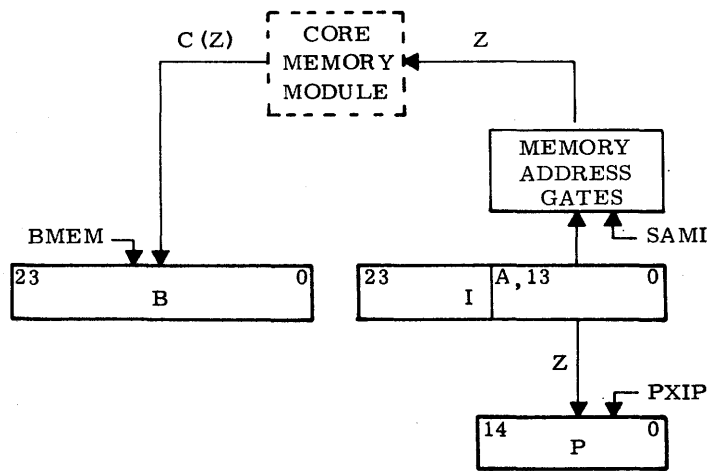 C (Z)
CORE
MEMORY
MODULE
Z
MEMORY
ADDRESS
GATES
BMEM
SAMI
23 0
B
23 A, 13 0
I
Z
PXIP
14 0
P